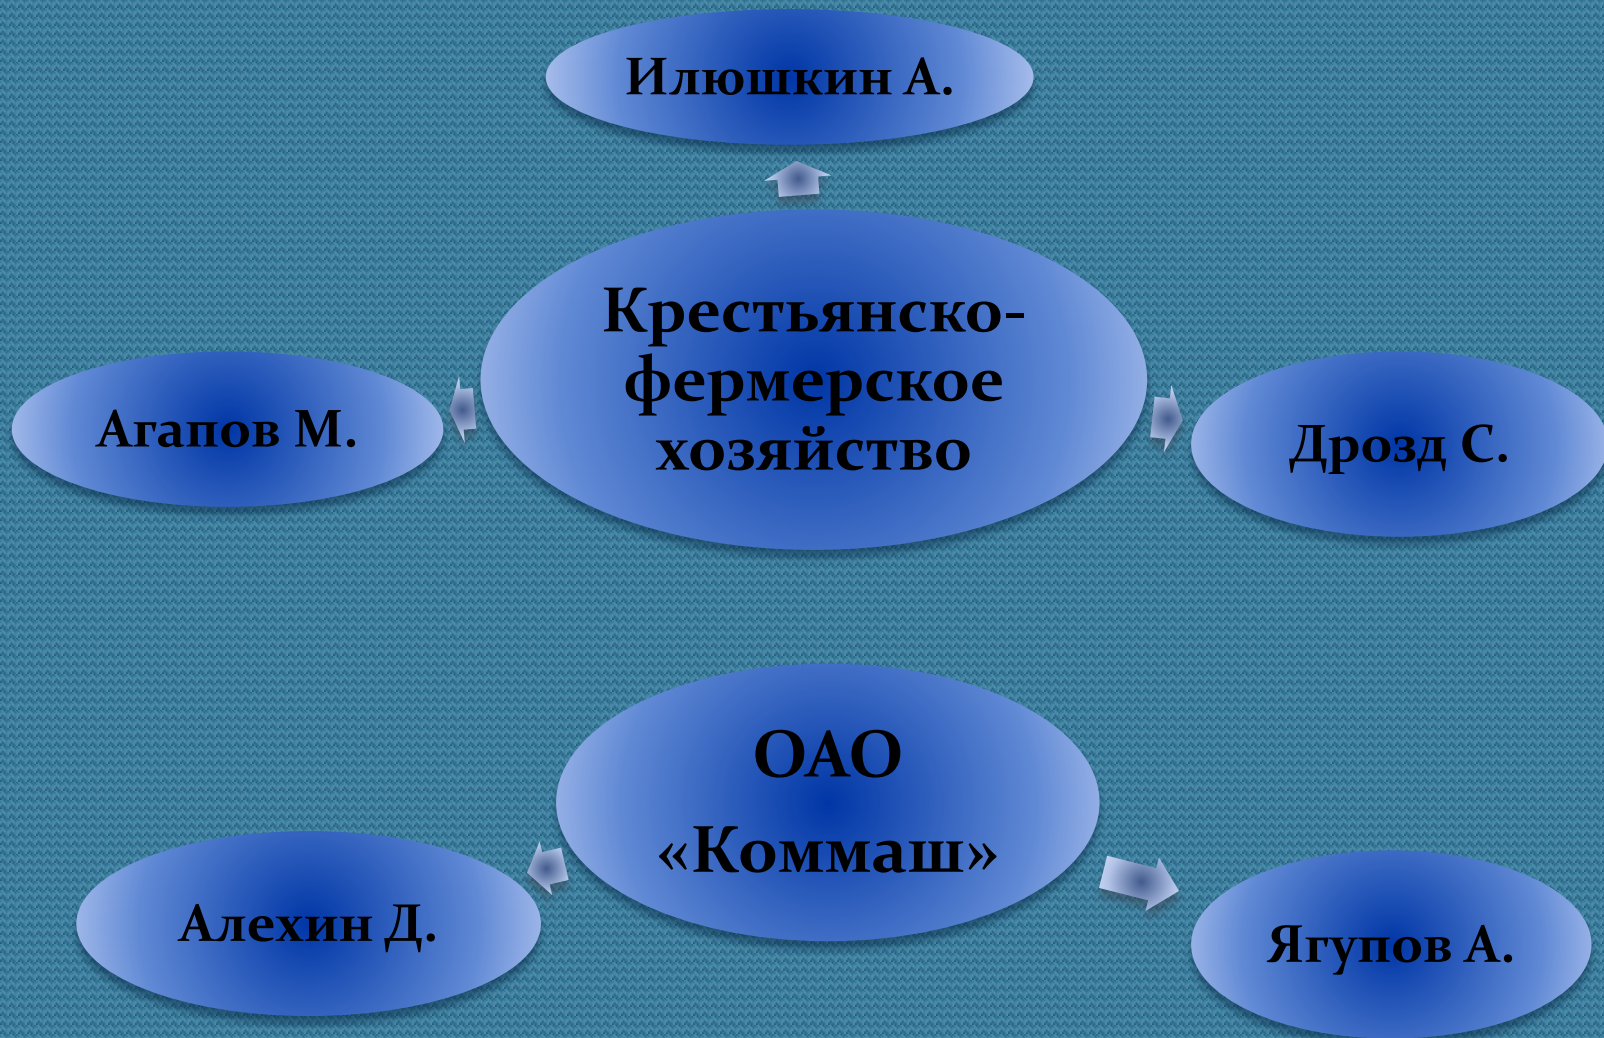 Илюшкин А.
Крестьянско-
фермерское
хозяйство
Агапов М.
Дрозд С.
ОАО
«Коммаш»
Алехин Д.
Ягупов А.